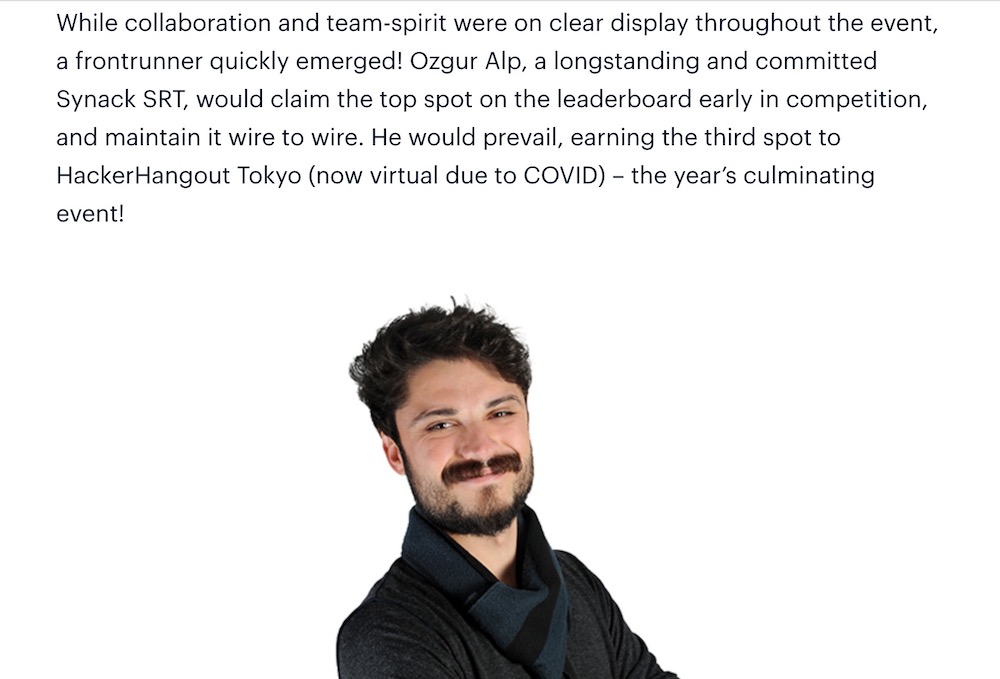 While collaboration and team-spirit were on clear display throughout the event,
a frontrunner quickly emerged! Ozgur Alp, a longstanding and committed
Synack SRT, would claim the top spot on the leaderboard early in competition,
and maintain it wire to wire. He would prevail, earning the third spot to
HackerHangout Tokyo (now virtual due to COVID) – the year’s culminating
event!